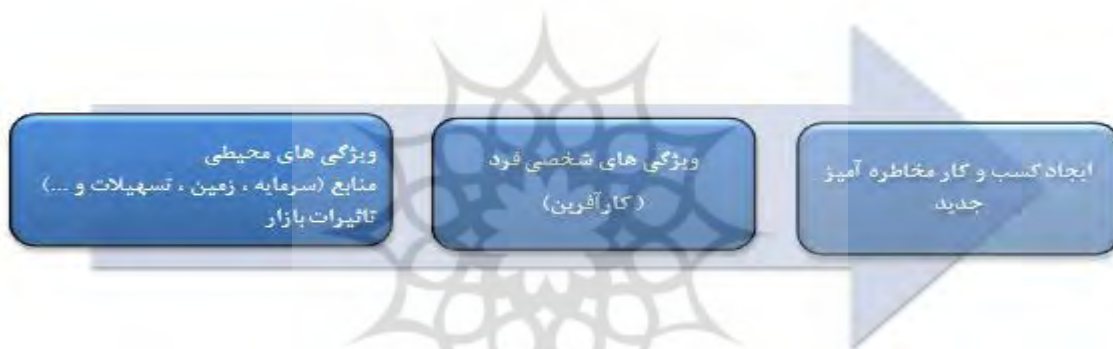 ویژگی های محیطی
منابع (سرمایه ، زمین ، تسهیلات و ...)
تاثیرات بازار
ویژگی های شخصی فرد
(کارآفرین)
ایجاد کسب و کار مخاطره آمیز
جدید